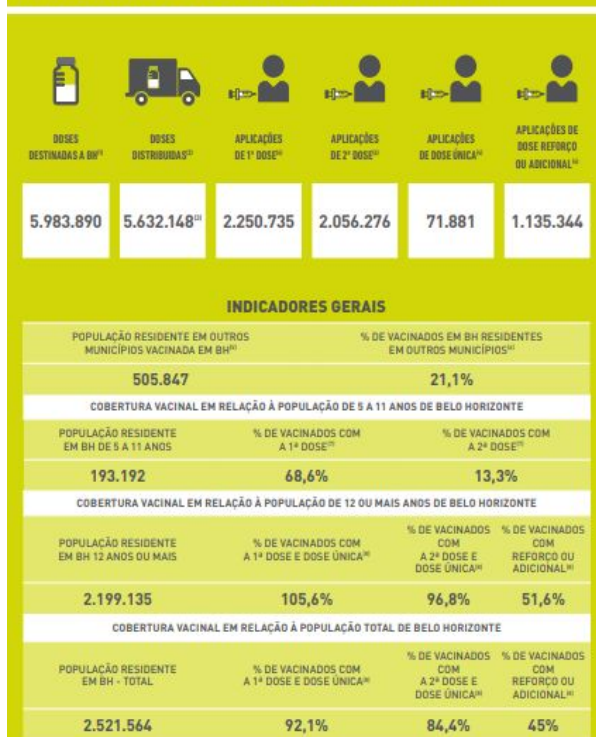 DOSES
DESTINADAS A BH⁽¹⁾
DOSES
DISTRIBUIDAS⁽²⁾
APLICAÇÕES
DE 1ª DOSE⁽⁴⁾
APLICAÇÕES
DE 2ª DOSE⁽⁴⁾
APLICAÇÕES
DE DOSE ÚNICA⁽⁴⁾
APLICAÇÕES DE
DOSE REFORÇO
OU ADICIONAL⁽⁴⁾
5.983.890 5.632.148 2.250.735 2.056.276 71.881 1.135.344
INDICADORES GERAIS
POPULAÇÃO RESIDENTE EM OUTROS
MUNICÍPIOS VACINADA EM BH
% DE VACINADOS EM BH RESIDENTES
EM OUTROS MUNICÍPIOS
505.847 21,1%
COBERTURA VACINAL EM RELAÇÃO À POPULAÇÃO DE 5 A 11 ANOS DE BELO HORIZONTE
POPULAÇÃO RESIDENTE
EM BH DE 5 A 11 ANOS
% DE VACINADOS COM
A 1ª DOSE⁽⁷⁾
% DE VACINADOS COM
A 2ª DOSE⁽⁷⁾
193.192 68,6% 13,3%
COBERTURA VACINAL EM RELAÇÃO À POPULAÇÃO DE 12 OU MAIS ANOS DE BELO HORIZONTE
POPULAÇÃO RESIDENTE
EM BH 12 ANOS OU MAIS
% DE VACINADOS COM
A 1ª DOSE E DOSE ÚNICA
% DE VACINADOS
COM
A 2ª DOSE E
DOSE ÚNICA
% DE VACINADOS
COM
REFORÇO OU
ADICIONAL
2.199.135 105,6% 96,8% 51,6%
COBERTURA VACINAL EM RELAÇÃO À POPULAÇÃO TOTAL DE BELO HORIZONTE
POPULAÇÃO RESIDENTE
EM BH - TOTAL
% DE VACINADOS COM
A 1ª DOSE E DOSE ÚNICA
% DE VACINADOS
COM
A 2ª DOSE E
DOSE ÚNICA
% DE VACINADOS
COM
REFORÇO OU
ADICIONAL
2.521.564 92,1% 84,4% 45%